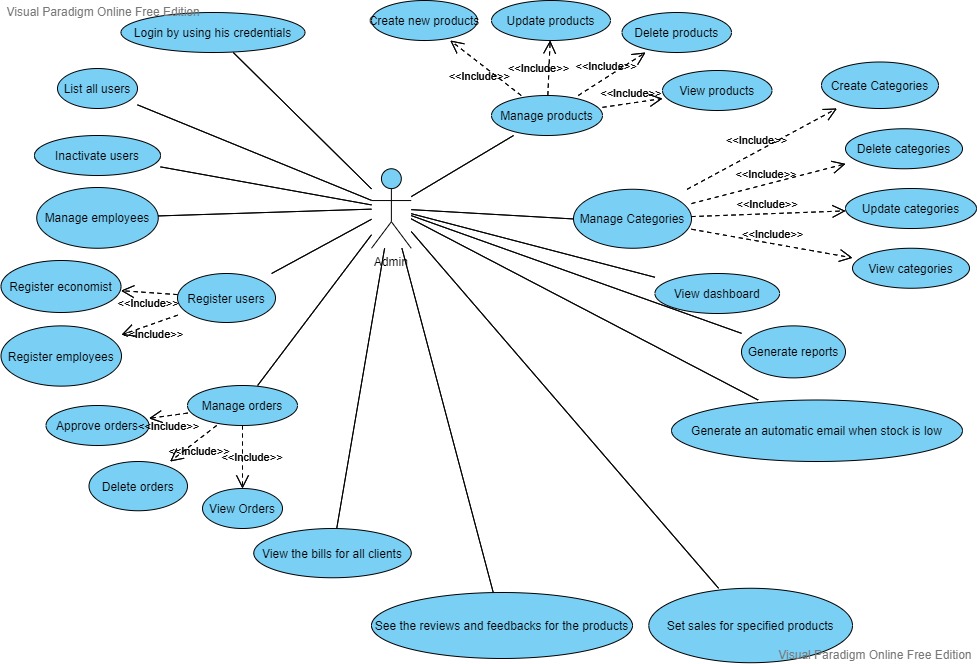 Visual Paradigm Online Free Edition
Login by using his credentials
Create new products
Update products
Delete products
<<Include>>
<<Include>>
<<Include>>
<<Include>>
View products
Manage products
List all users
Inactivate users
Manage employees
Create Categories
<<Include>>
Delete categories
<<Include>>
Update categories
<<Include>>
Manage Categories
<<Include>>
View categories
Admin
Register economist
Register users
<<Include>>
<<Include>>
Register employees
View dashboard
Generate reports
Manage orders
Approve orders
<<Include>>
<<Include>>
<<Include>>
Delete orders
View Orders
Generate an automatic email when stock is low
View the bills for all clients
See the reviews and feedbacks for the products
Set sales for specified products
Visual Paradigm Online Free Edition